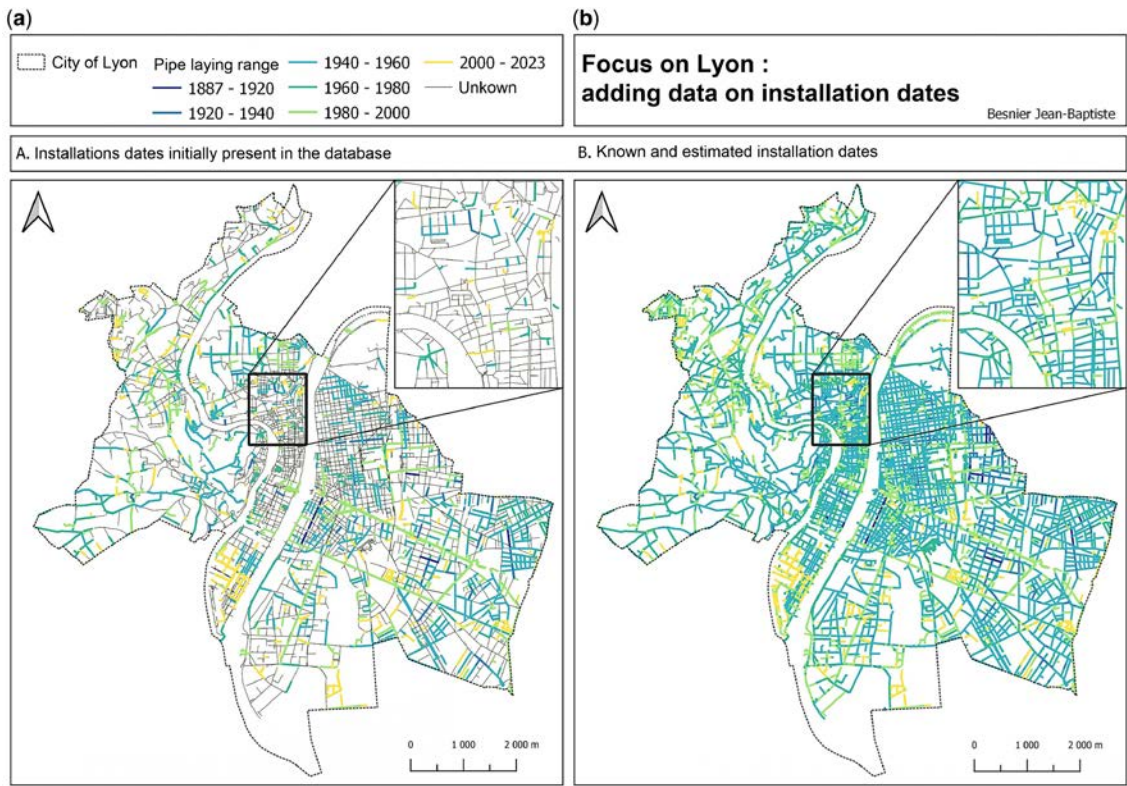 (a)
City of Lyon
Pipe laying range
1887 - 1920
1920 - 1940
1940 - 1960
1960 - 1980
1980 - 2000
2000 - 2023
Unkown
A. Installations dates initially present in the database
0 1 000 2 000 m
(b)
Focus on Lyon :
adding data on installation dates
Besnier Jean-Baptiste
B. Known and estimated installation dates
0 1 000 2 000 m